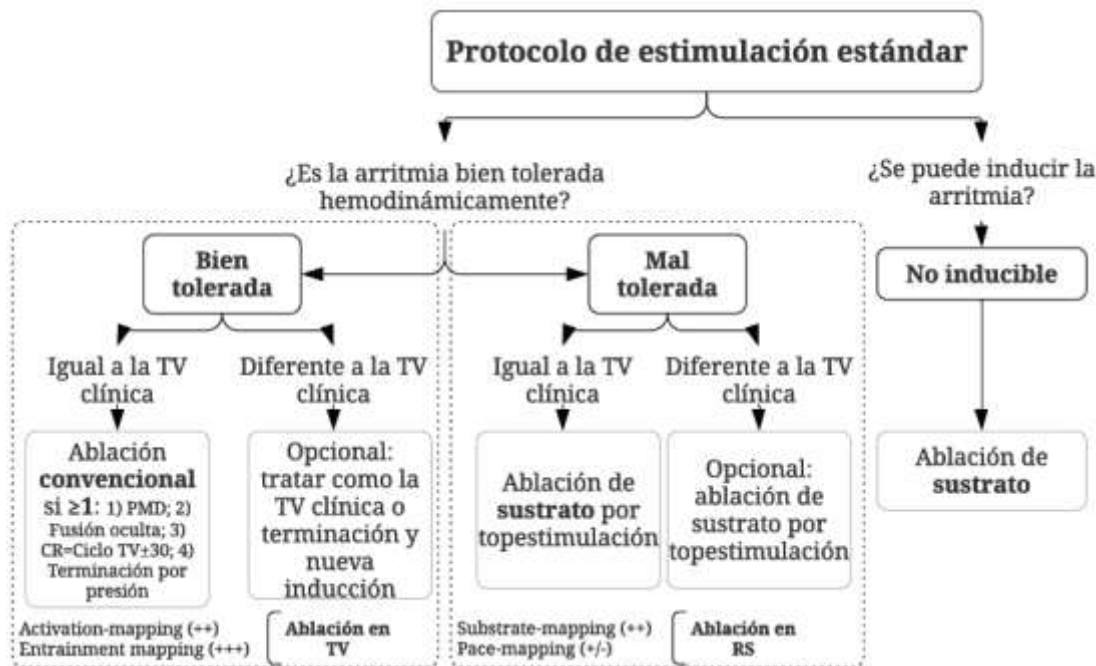 Protocolo de estimulación estándar
¿Es la arritmia bien tolerada
hemodinámicamente?
¿Se puede inducir la
arritmia?
Bien
tolerada
Mal
tolerada
No inducible
Igual a la TV
clínica
Diferente a la TV
clínica
Igual a la TV
clínica
Diferente a la TV
clínica
Ablación
convencional
si ≥1: 1) PMD; 2)
Fusión oculta; 3)
CR=Ciclo TV±30; 4)
Terminación por
presión
Opcional:
tratar como la
TV clínica o
terminación y
nueva
inducción
Ablación de
sustrato por
topestimulación
Opcional:
ablación de
sustrato por
topestimulación
Ablación de
sustrato
Activation-mapping (++)
Entrainment mapping (+++)
Ablación en
TV
Substrate-mapping (++)
Pace-mapping (+/-)
Ablación en
RS